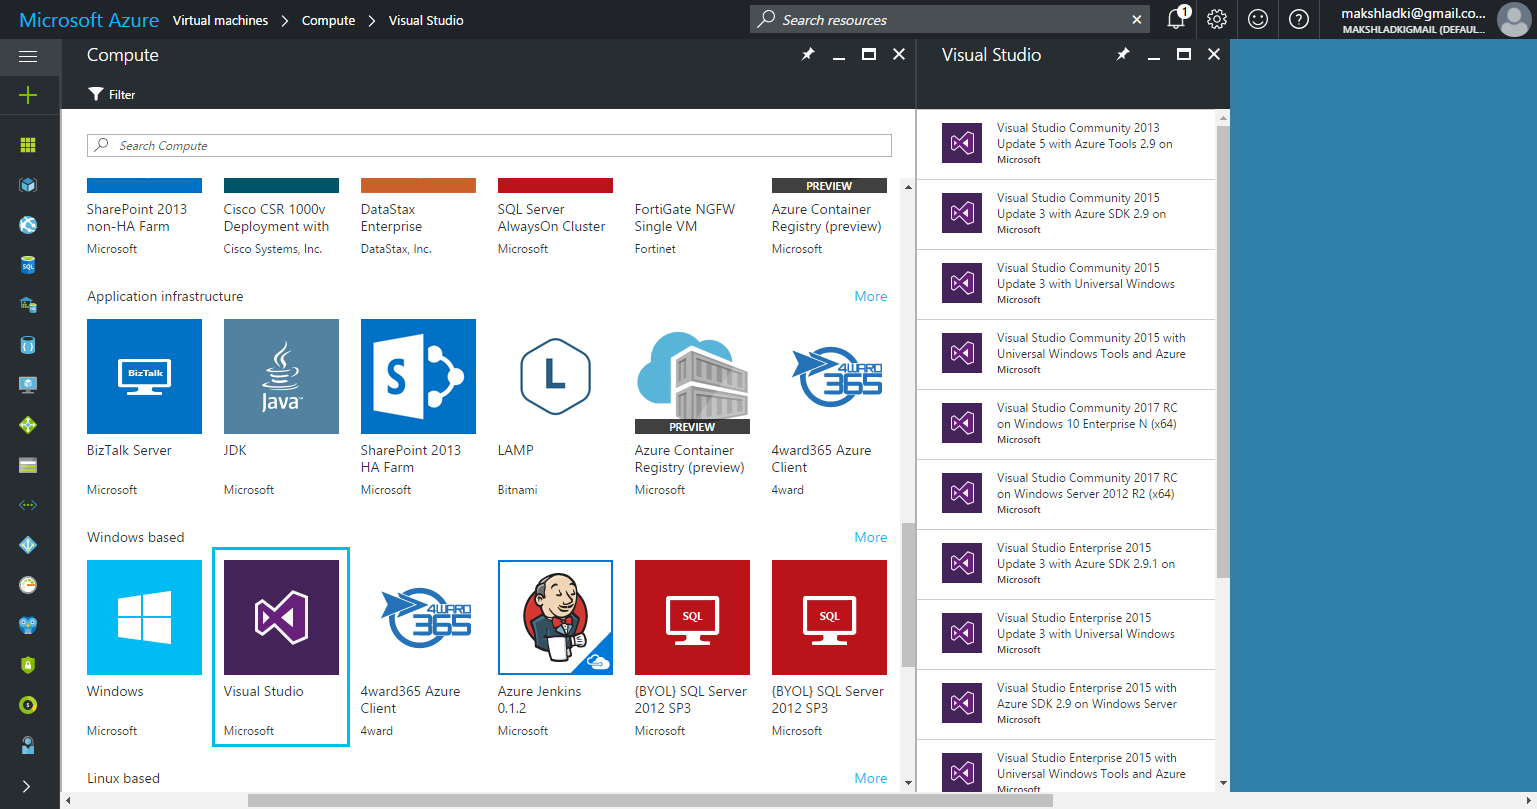 Microsoft Azure Virtual machines > Compute > Visual Studio
Search resources
1
makshladki@gmail.co...
MAKSHLADKIGMAIL (DEFAUL...
Compute
Filter
Search Compute
SharePoint 2013
non-HA Farm
Microsoft
Cisco CSR 1000v
Deployment with
Cisco Systems, Inc.
DataStax
Enterprise
DataStax, Inc.
SQL Server
AlwaysOn Cluster
Microsoft
FortiGate NGFW
Single VM
Fortinet
PREVIEW
Azure Container
Registry (preview)
Microsoft
Application infrastructure
More
BizTalk
BizTalk Server
Microsoft
Java™
JDK
Microsoft
S
SharePoint 2013
HA Farm
Microsoft
L
LAMP
Bitnami
PREVIEW
Azure Container
Registry (preview)
Microsoft
4WARD
365
4ward365 Azure
Client
4ward
Windows based
More
Windows
Microsoft
Visual Studio
Microsoft
4WARD
365
4ward365 Azure
Client
4ward
Azure Jenkins
0.1.2
Microsoft
SQL
{BYOL} SQL Server
2012 SP3
Microsoft
SQL
{BYOL} SQL Server
2012 SP3
Microsoft
Linux based
More
SQL
Visual Studio
Visual Studio Community 2013
Update 5 with Azure Tools 2.9 on
Microsoft
Visual Studio Community 2015
Update 3 with Azure SDK 2.9 on
Microsoft
Visual Studio Community 2015
Update 3 with Universal Windows
Microsoft
Visual Studio Community 2015 with
Universal Windows Tools and Azure
Microsoft
Visual Studio Community 2017 RC
on Windows 10 Enterprise N (x64)
Microsoft
Visual Studio Community 2017 RC
on Windows Server 2012 R2 (x64)
Microsoft
Visual Studio Enterprise 2015
Update 3 with Azure SDK 2.9.1 on
Microsoft
Visual Studio Enterprise 2015
Update 3 with Universal Windows
Microsoft
Visual Studio Enterprise 2015 with
Azure SDK 2.9 on Windows Server
Microsoft
Visual Studio Enterprise 2015 with
Universal Windows Tools and Azure
Microsoft